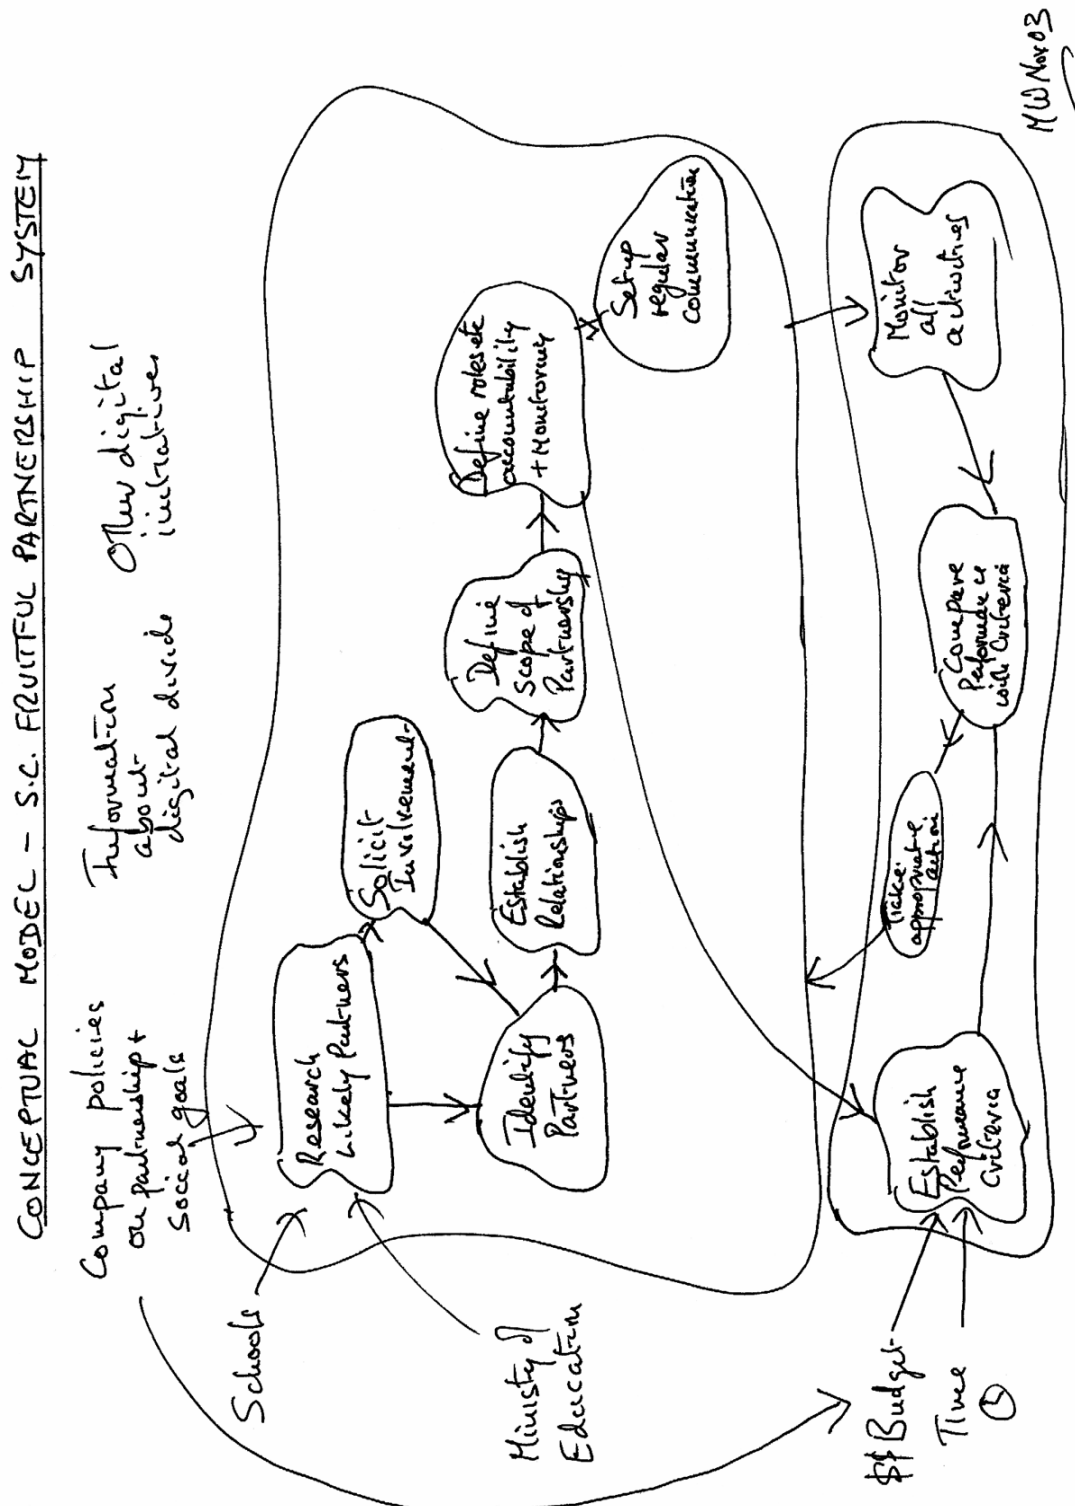 CONCEPTUAL MODEL – S.C. FRUITFUL PARTNERSHIP SYSTEM
Company policies
on partnership +
social goals
Information
about
digital divide
Other digital
initiatives
Schools
Ministry of
Education
Research
Likely Partners
Solicit
Involvement
Identify
Partners
Establish
Relationships
Define
Scope of
Partnership
Define roles etc
accountability
+ Monitoring
Set up
regular
communication
$$ Budget
Time
Establish
Performance
Criteria
Take
appropriative
action
Compare
Performance
with Criteria
Monitor
all
activities
MW Nov 03